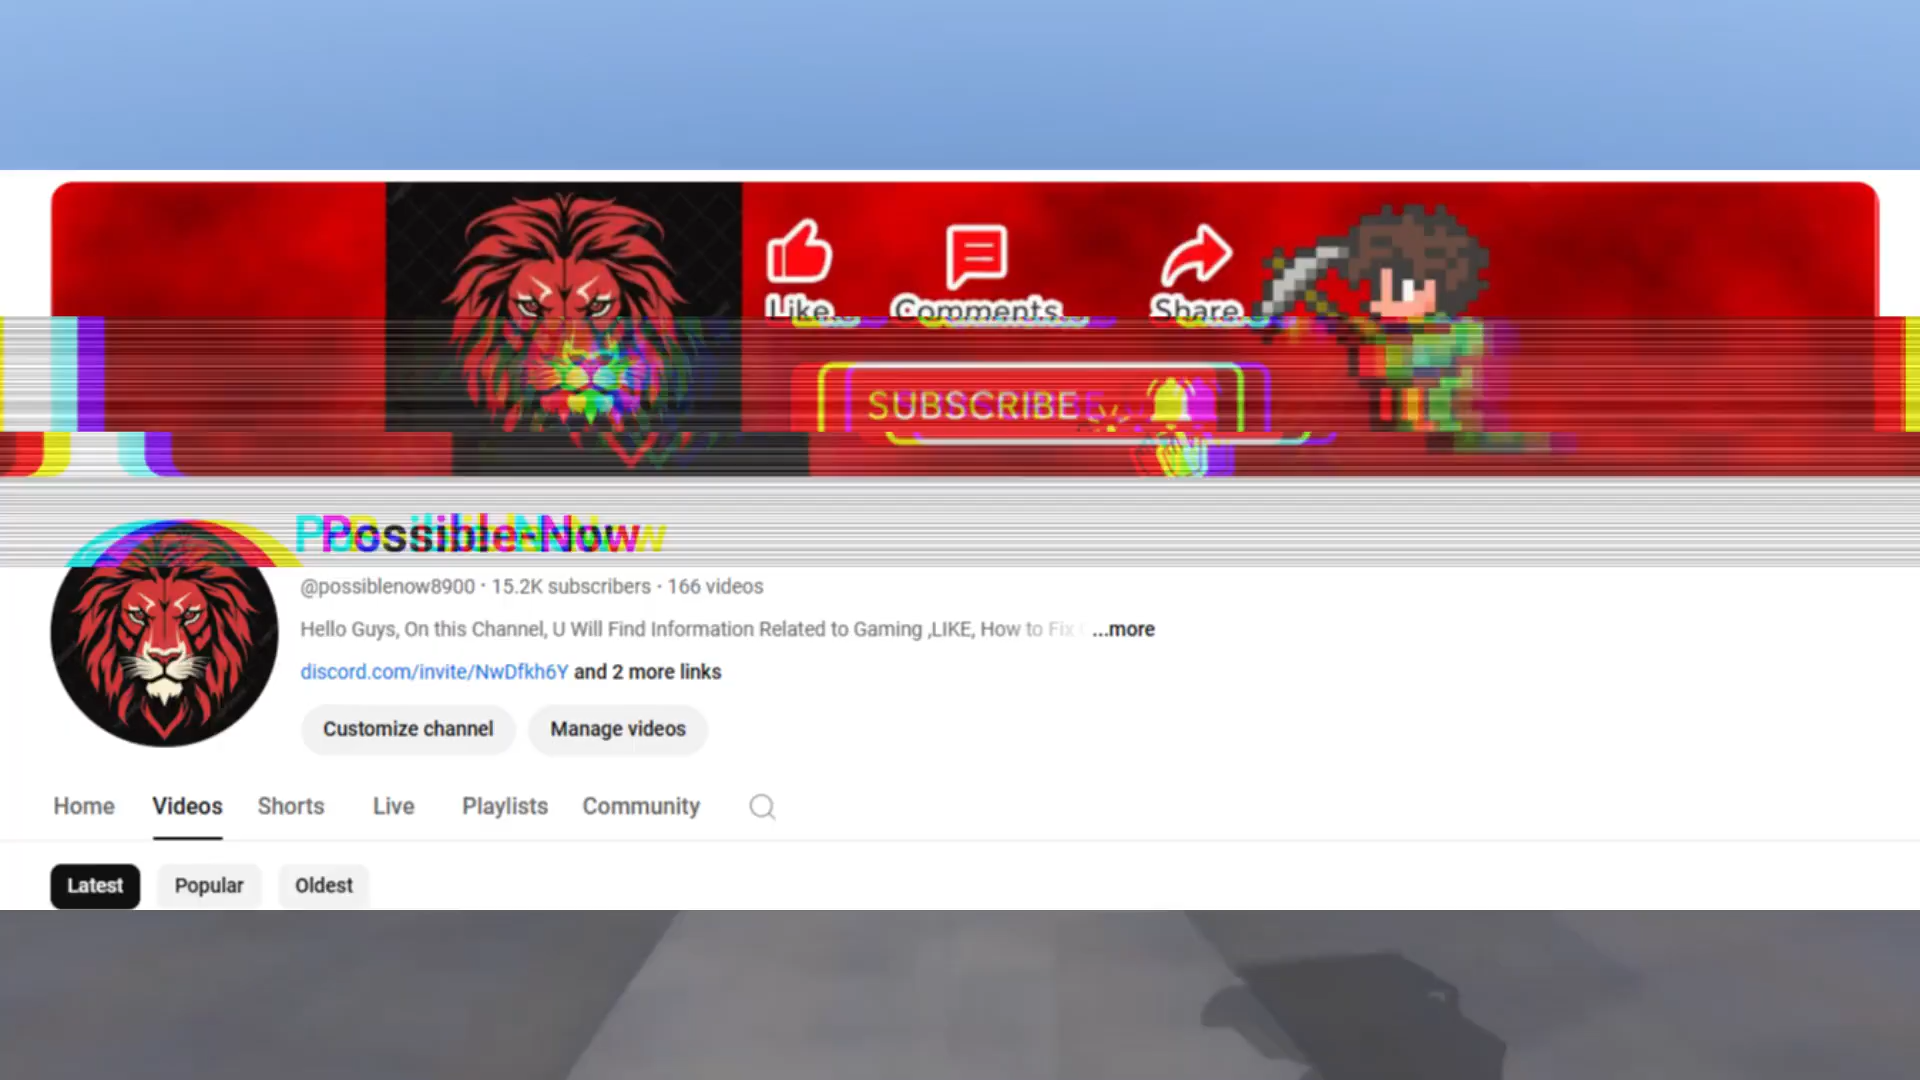 Like Comments Share
SUBSCRIBE
Possible-Now
@possiblenow8900 · 15.2K subscribers · 166 videos
Hello Guys, On this Channel, U Will Find Information Related to Gaming ,LIKE, How to Fix ...more
discord.com/invite/NwDfkh6Y and 2 more links
Customize channel Manage videos
Home Videos Shorts Live Playlists Community
Latest Popular Oldest